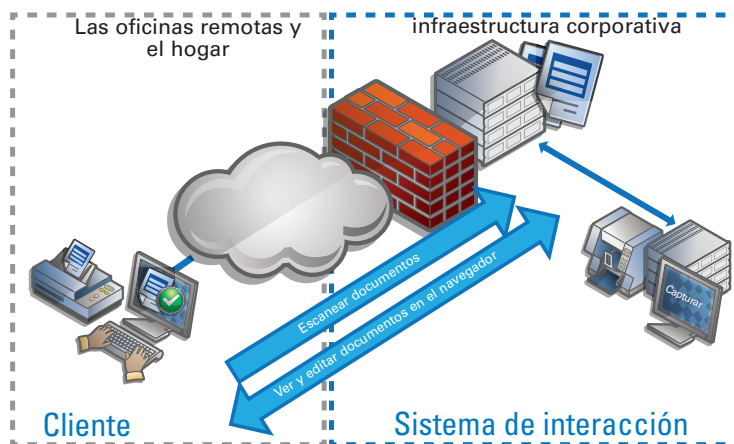 Las oficinas remotas y
el hogar
infraestructura corporativa
Escanear documentos
Ver y editar documentos en el navegador
Capturar
Cliente
Sistema de interacción